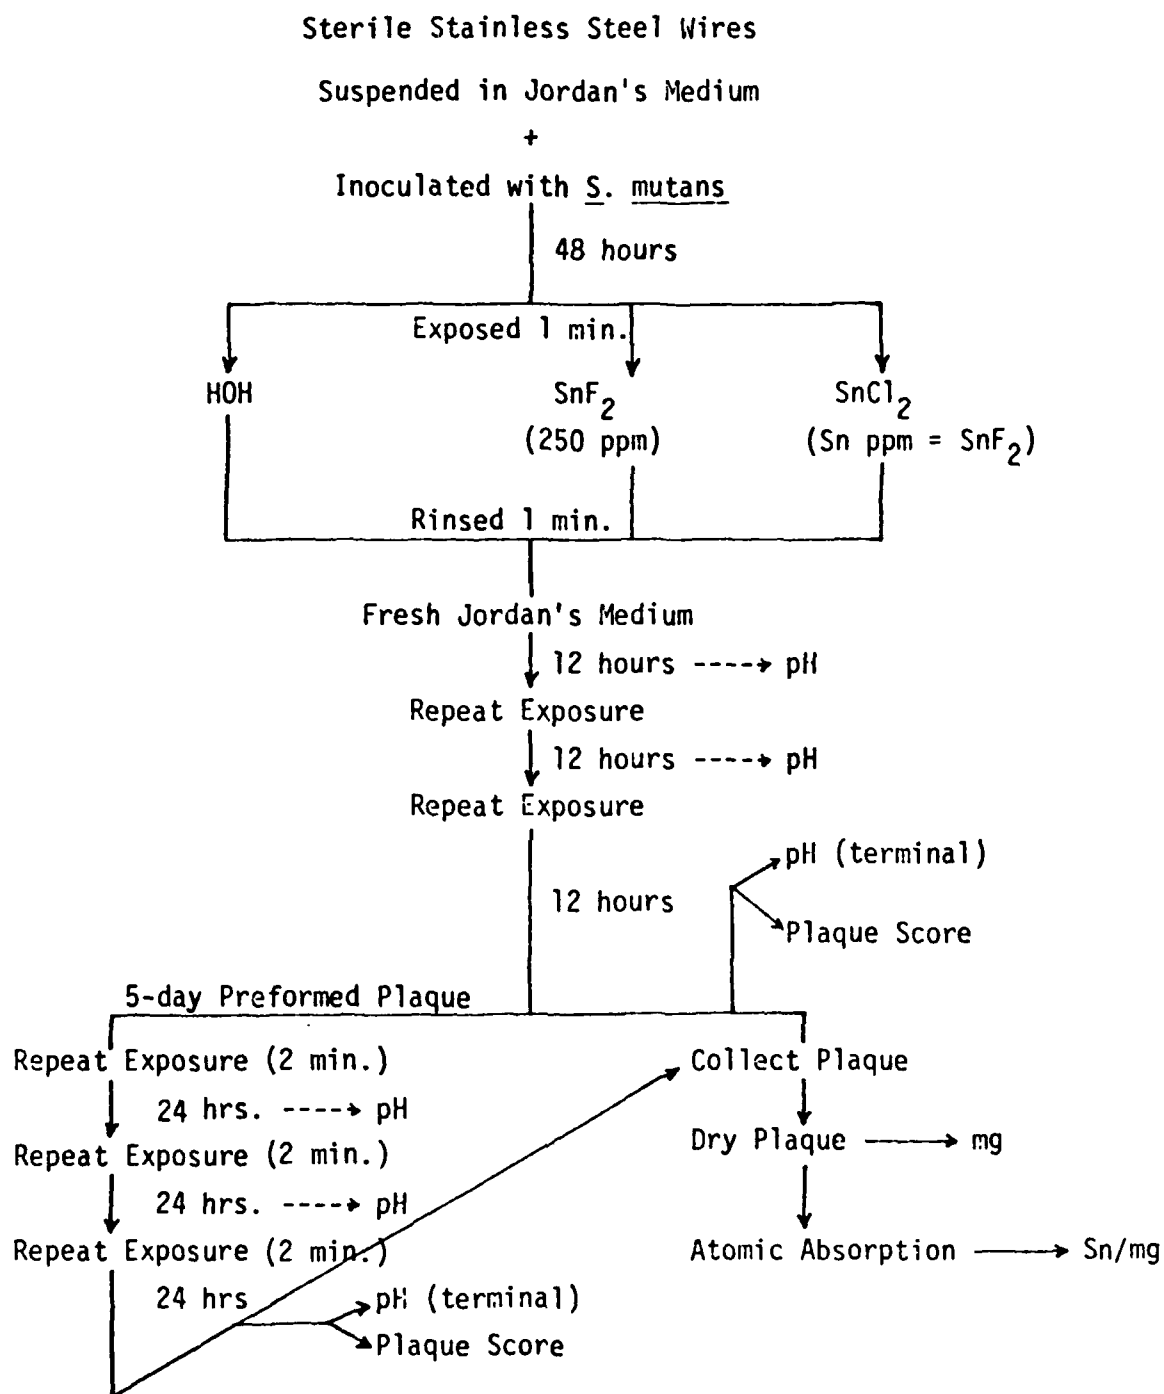 Sterile Stainless Steel Wires
Suspended in Jordan's Medium
+
Inoculated with S. mutans
48 hours
Exposed 1 min.
HOH
SnF2
(250 ppm)
SnCl2
(Sn ppm = SnF2)
Rinsed 1 min.
Fresh Jordan's Medium
12 hours ----→ pH
Repeat Exposure
12 hours ----→ pH
Repeat Exposure
12 hours
pH (terminal)
Plaque Score
5-day Preformed Plaque
Repeat Exposure (2 min.)
24 hrs. ----→ pH
Repeat Exposure (2 min.)
24 hrs. ----→ pH
Repeat Exposure (2 min.)
24 hrs
pH (terminal)
Plaque Score
Collect Plaque
Dry Plaque → mg
Atomic Absorption → Sn/mg